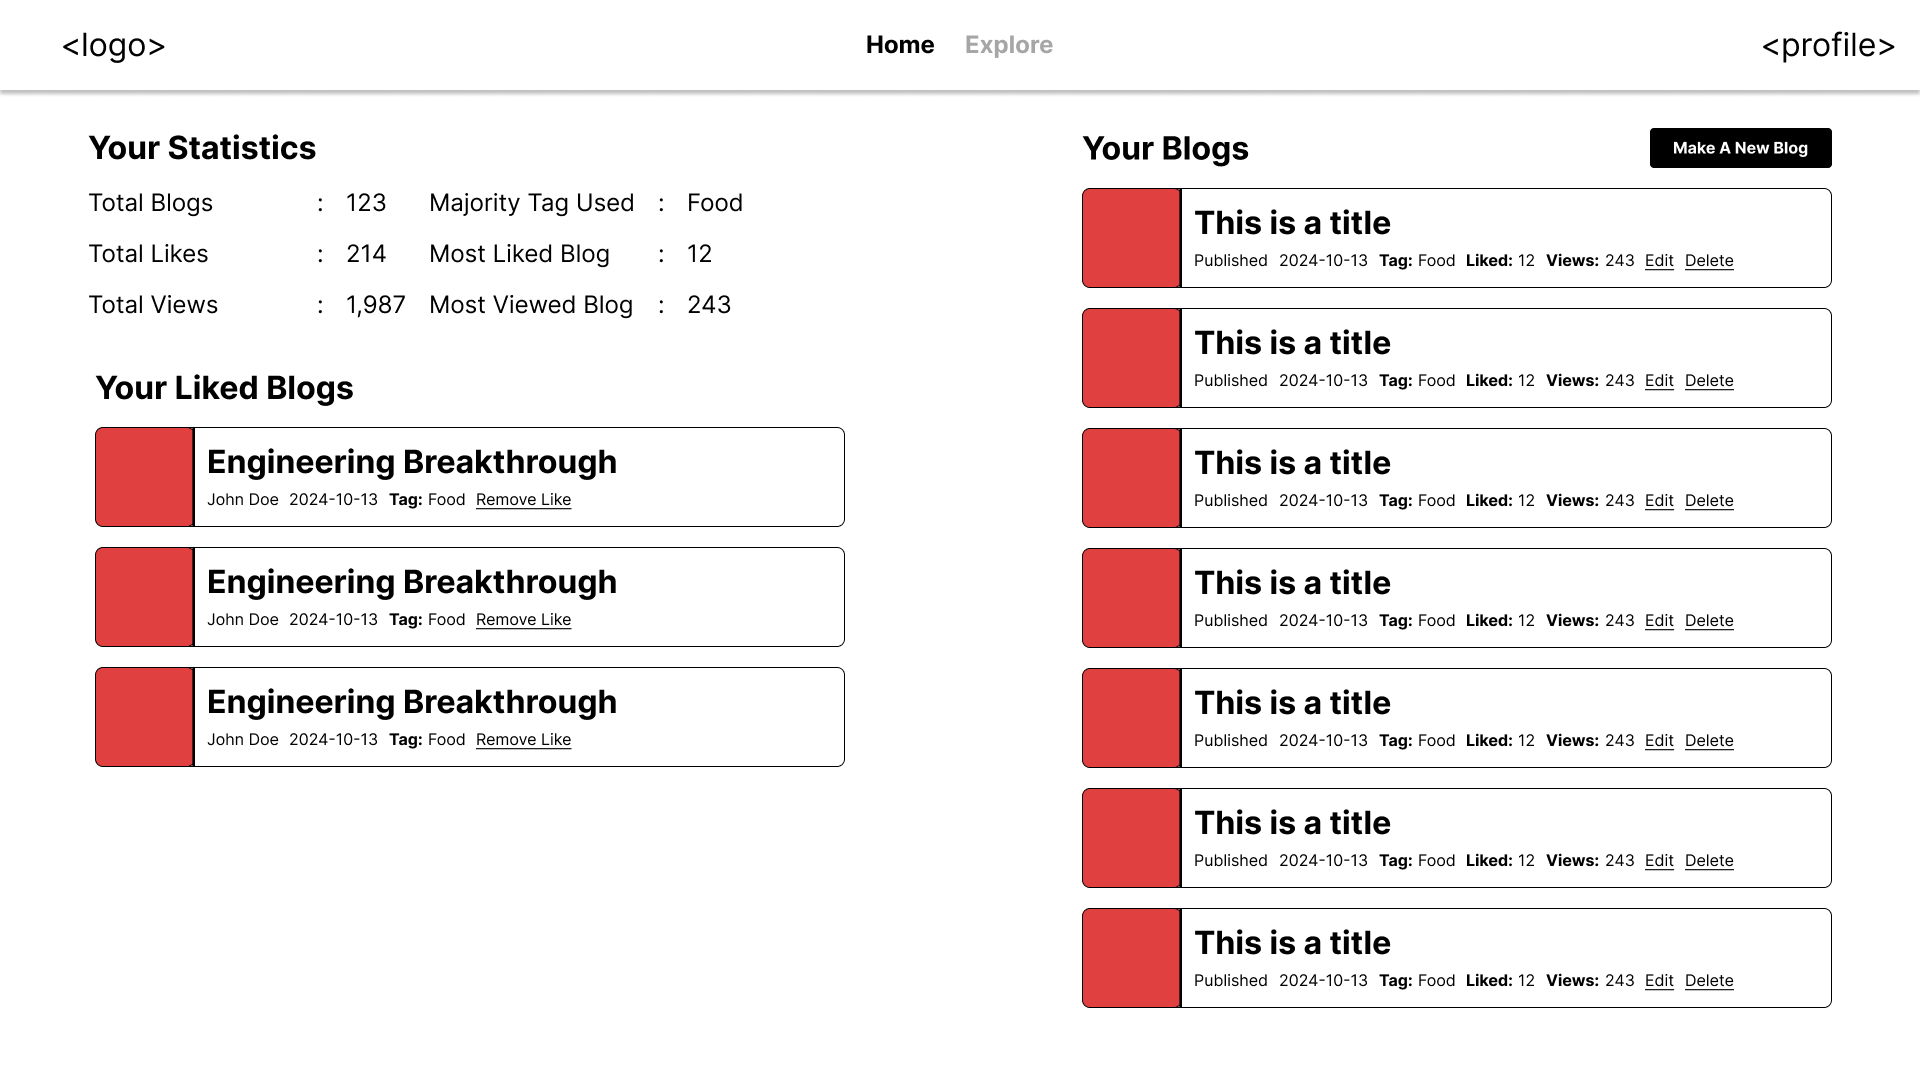 <logo>
Home Explore
<profile>
Your Statistics
Total Blogs : 123 Majority Tag Used : Food
Total Likes : 214 Most Liked Blog : 12
Total Views : 1,987 Most Viewed Blog : 243
Your Liked Blogs
Engineering Breakthrough
John Doe 2024-10-13 Tag: Food Remove Like
Engineering Breakthrough
John Doe 2024-10-13 Tag: Food Remove Like
Engineering Breakthrough
John Doe 2024-10-13 Tag: Food Remove Like
Your Blogs
Make A New Blog
This is a title
Published 2024-10-13 Tag: Food Liked: 12 Views: 243 Edit Delete
This is a title
Published 2024-10-13 Tag: Food Liked: 12 Views: 243 Edit Delete
This is a title
Published 2024-10-13 Tag: Food Liked: 12 Views: 243 Edit Delete
This is a title
Published 2024-10-13 Tag: Food Liked: 12 Views: 243 Edit Delete
This is a title
Published 2024-10-13 Tag: Food Liked: 12 Views: 243 Edit Delete
This is a title
Published 2024-10-13 Tag: Food Liked: 12 Views: 243 Edit Delete
This is a title
Published 2024-10-13 Tag: Food Liked: 12 Views: 243 Edit Delete